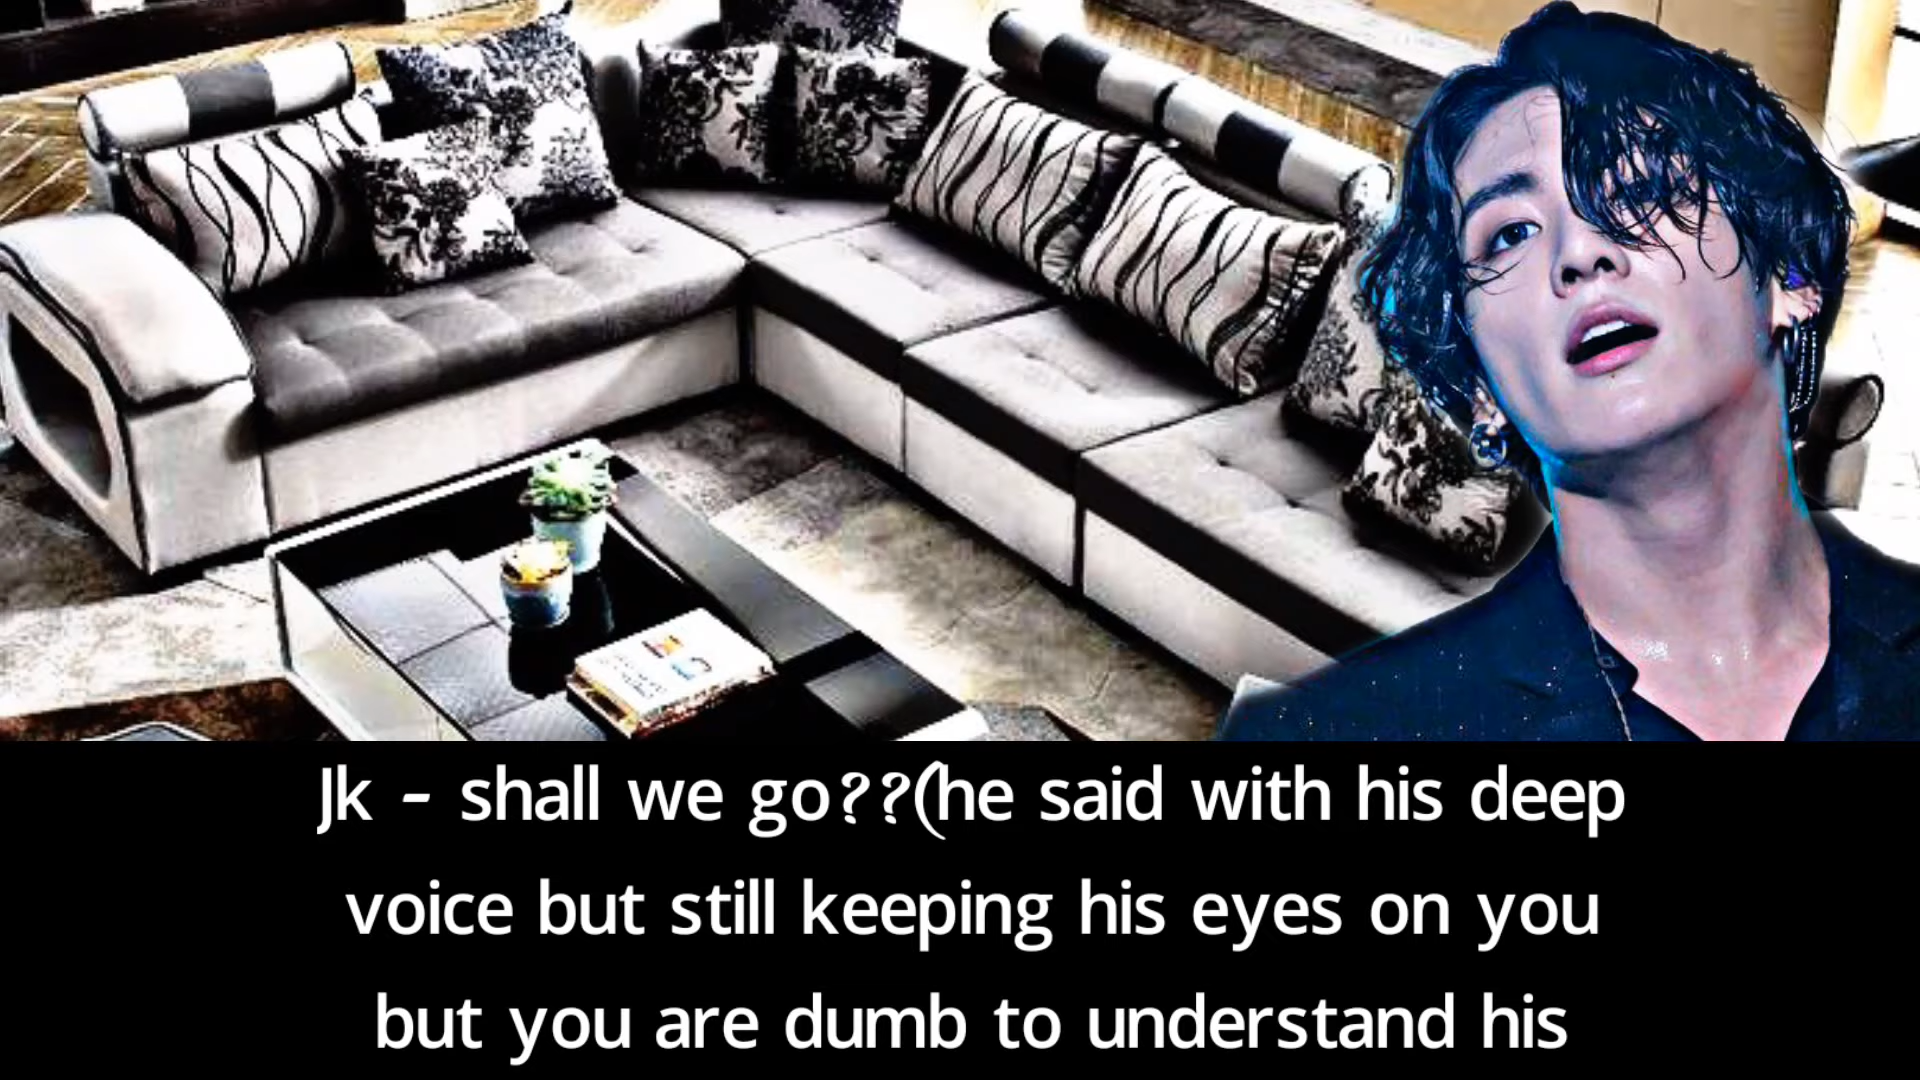 Jk - shall we go??(he said with his deep
voice but still keeping his eyes on you
but you are dumb to understand his